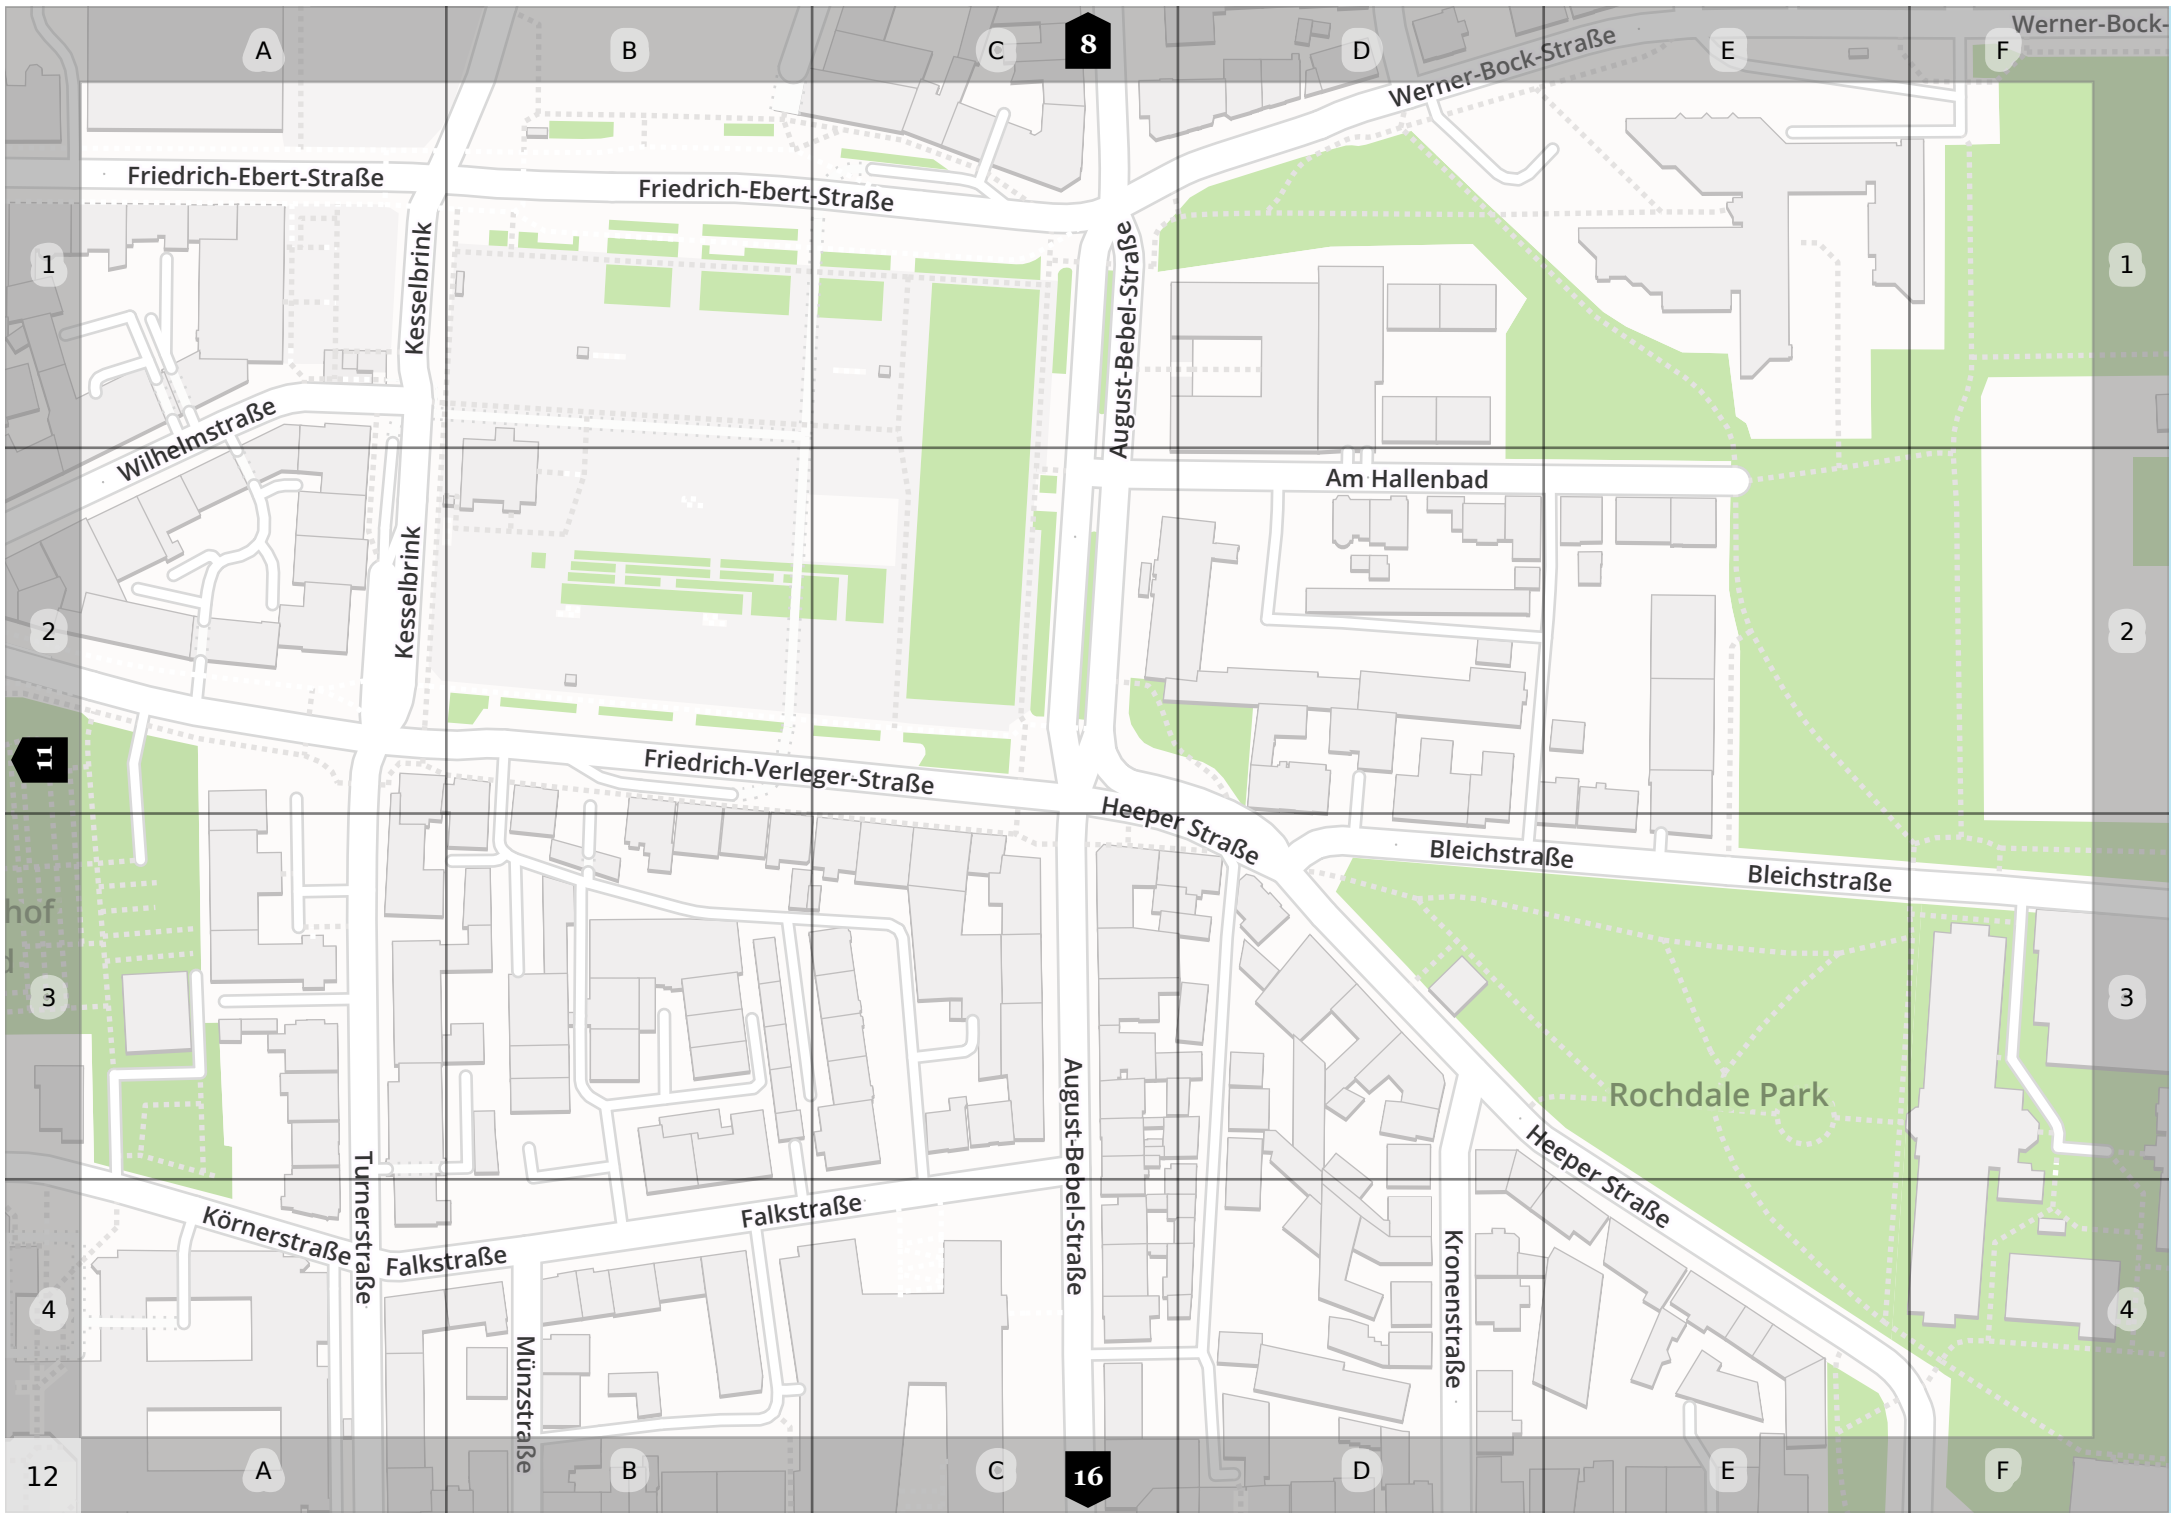 A
B
C
8
D
E
F
Werner-Bock-
Werner-Bock-Straße
Friedrich-Ebert-Straße
Friedrich-Ebert-Straße
1
Kesselbrink
August-Bebel-Straße
1
Wilhelmstraße
Am Hallenbad
Kesselbrink
2
2
11
Friedrich-Verleger-Straße
Heeper Straße
Bleichstraße
Bleichstraße
hof
d
3
3
Rochdale Park
August-Bebel-Straße
Heeper Straße
Turnerstraße
Körnerstraße
Falkstraße
Falkstraße
Kronenstraße
4
4
Münzstraße
12
A
B
C
16
D
E
F